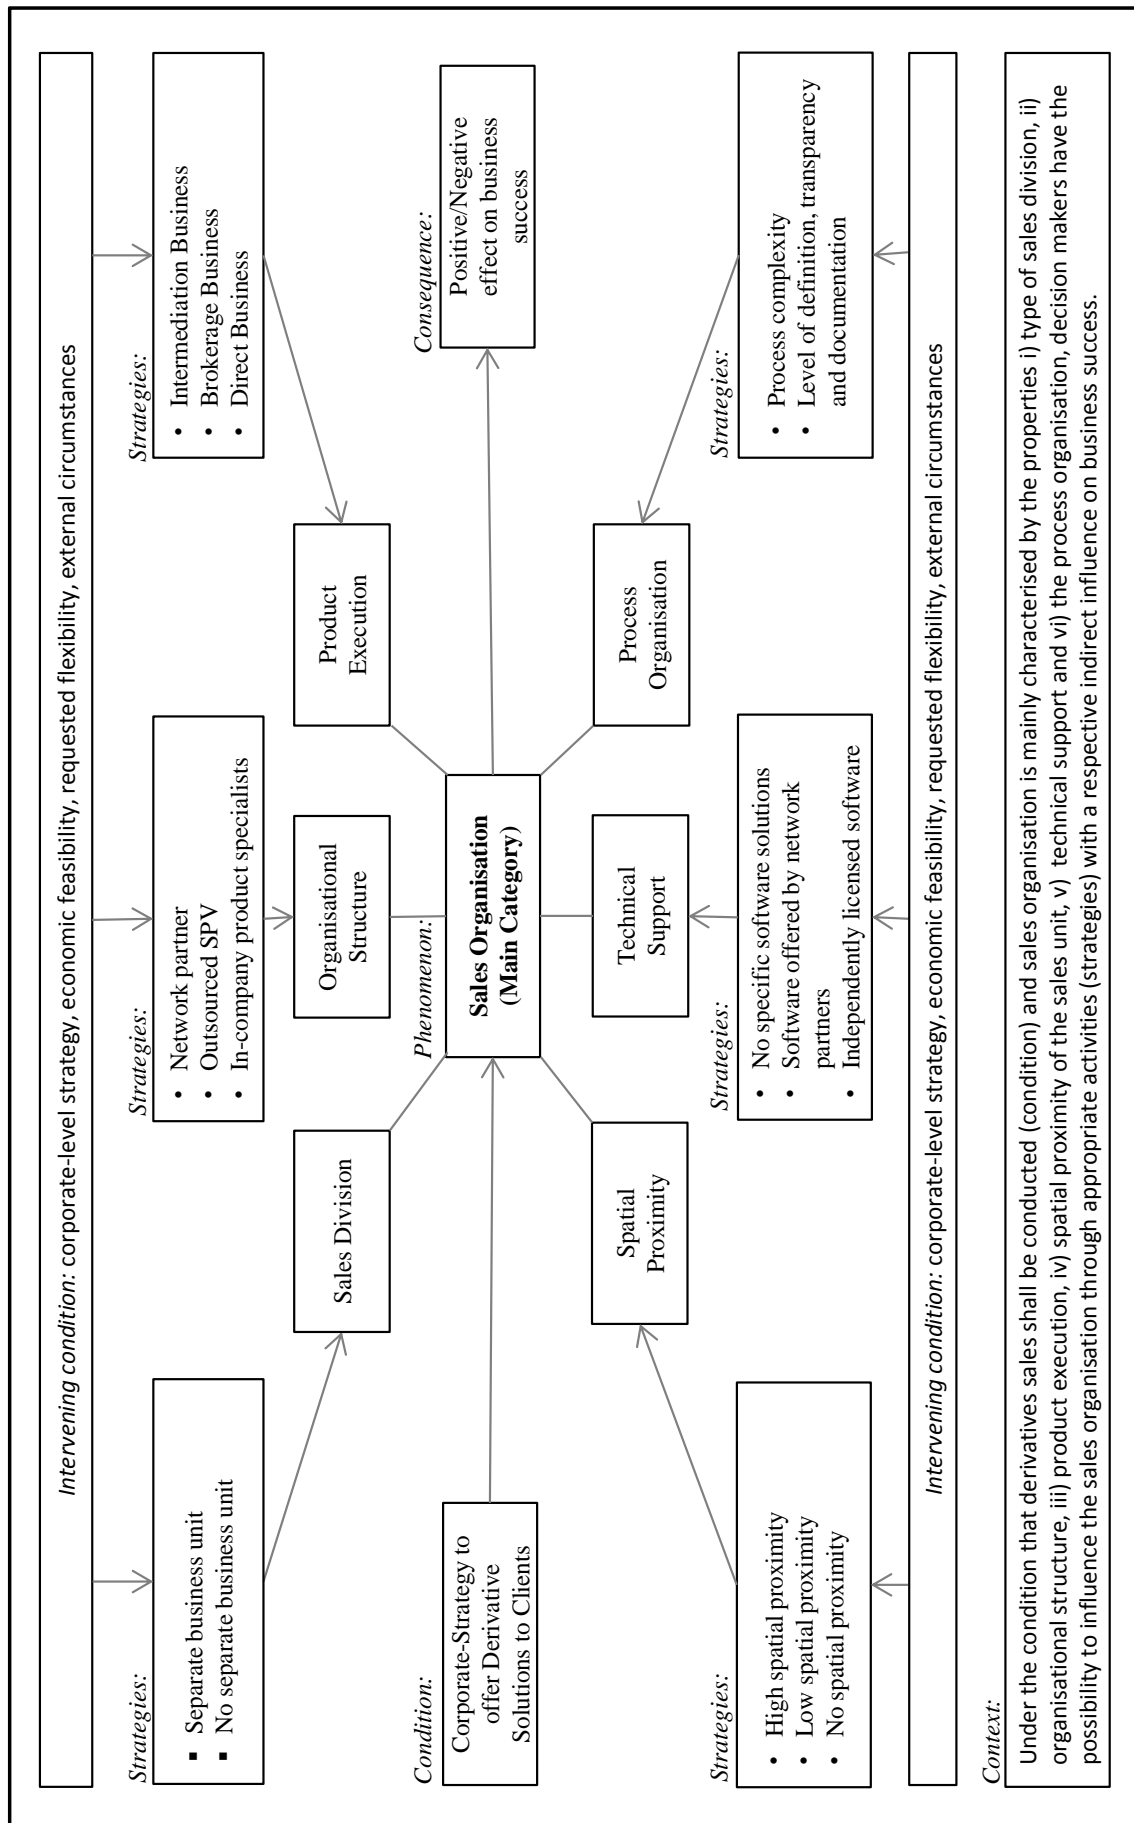 Intervening condition: corporate-level strategy, economic feasibility, requested flexibility, external circumstances
Strategies:
▪ Separate business unit
▪ No separate business unit
Strategies:
• Network partner
• Outsourced SPV
• In-company product specialists
Strategies:
• Intermediation Business
• Brokerage Business
• Direct Business
Sales Division
Organisational
Structure
Product
Execution
Condition:
Corporate-Strategy to
offer Derivative
Solutions to Clients
Phenomenon:
Sales Organisation
(Main Category)
Consequence:
Positive/Negative
effect on business
success
Spatial
Proximity
Technical
Support
Process
Organisation
Strategies:
• High spatial proximity
• Low spatial proximity
• No spatial proximity
Strategies:
• No specific software solutions
• Software offered by network
partners
• Independently licensed software
Strategies:
• Process complexity
• Level of definition, transparency
and documentation
Intervening condition: corporate-level strategy, economic feasibility, requested flexibility, external circumstances
Context:
Under the condition that derivatives sales shall be conducted (condition) and sales organisation is mainly characterised by the properties i) type of sales division, ii)
organisational structure, iii) product execution, iv) spatial proximity of the sales unit, v) technical support and vi) the process organisation, decision makers have the
possibility to influence the sales organisation through appropriate activities (strategies) with a respective indirect influence on business success.